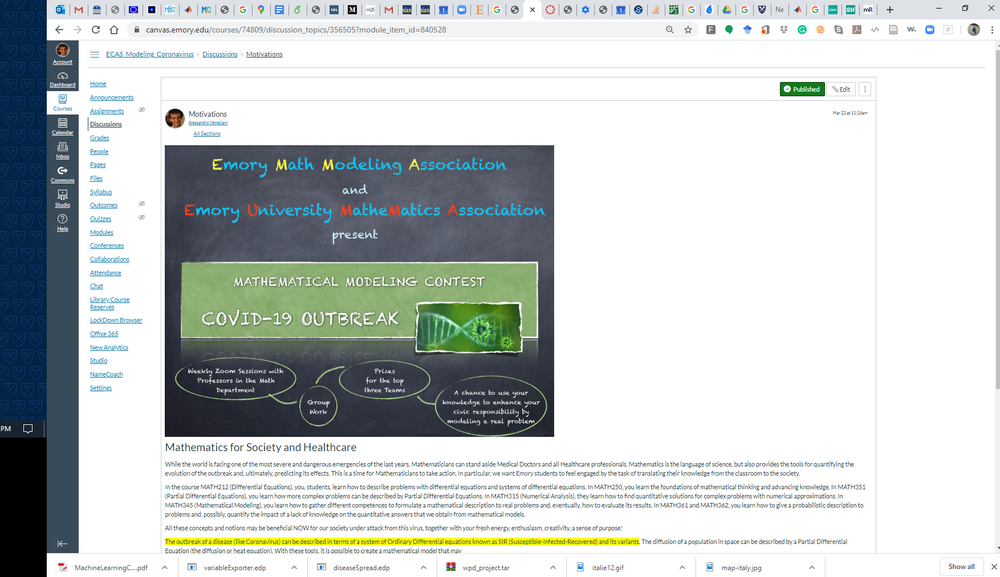 canvas.emory.edu/courses/74809/discussion_topics/356505?module_item_id=840528
ECAS Modeling Coronavirus › Discussions › Motivations
Account
Dashboard
Courses
Calendar
Inbox
Commons
Studio
Help
PM
Home
Announcements
Assignments
Discussions
Grades
People
Pages
Files
Syllabus
Outcomes
Quizzes
Modules
Conferences
Collaborations
Attendance
Chat
Library Course
Reserves
LockDown Browser
Office 365
New Analytics
Studio
NameCoach
Settings
Published Edit
Motivations
Mar 23 at 11:36am
Alessandro Veneziani
All Sections
Emory Math Modeling Association
and
Emory University MatheMatics Association
present
MATHEMATICAL MODELING CONTEST
COVID-19 OUTBREAK
Weekly Zoom Sessions with
Professors in the Math
Department
Group
Work
Prizes
for the top
three Teams
A chance to use your
knowledge to enhance your
civic responsibility by
modeling a real problem
Mathematics for Society and Healthcare
While the world is facing one of the most severe and dangerous emergencies of the last years, Mathematicians can stand aside Medical Doctors and all Healthcare professionals. Mathematics is the language of science, but also provides the tools for quantifying the
evolution of the outbreak and, ultimately, predicting its effects. This is a time for Mathematicians to take action. In particular, we want Emory students to feel engaged by the task of translating their knowledge from the classroom to the society.
In the course MATH212 (Differential Equations), you, students, learn how to describe problems with differential equations and systems of differential equations. In MATH250, you learn the foundations of mathematical thinking and advancing knowledge. In MATH351
(Partial Differential Equations), you learn how more complex problems can be described by Partial Differential Equations. In MATH315 (Numerical Analysis), they learn how to find quantitative solutions for complex problems with numerical approximations. In
MATH345 (Mathematical Modeling), you learn how to gather different competences to formulate a mathematical description to real problems and, eventually, how to evaluate its results. In MATH361 and MATH362, you learn how to give a probabilistic description to
problems and, possibly, quantify the impact of a lack of knowledge on the quantitative answers that we obtain from mathematical models.
All these concepts and notions may be beneficial NOW for our society under attack from this virus, together with your fresh energy, enthusiasm, creativity, a sense of purpose!
The outbreak of a disease (like Coronavirus) can be described in terms of a system of Ordinary Differential equations known as SIR (Susceptible-Infected-Recovered) and its variants. The diffusion of a population in space can be described by a Partial Differential
Equation (the diffusion or heat equation). With these tools, it is possible to create a mathematical model that may
MachineLearningC....pdf
variableExporter.edp
diseaseSpread.edp
wpd_project.tar
italie12.gif
map-italy.jpg
Show all